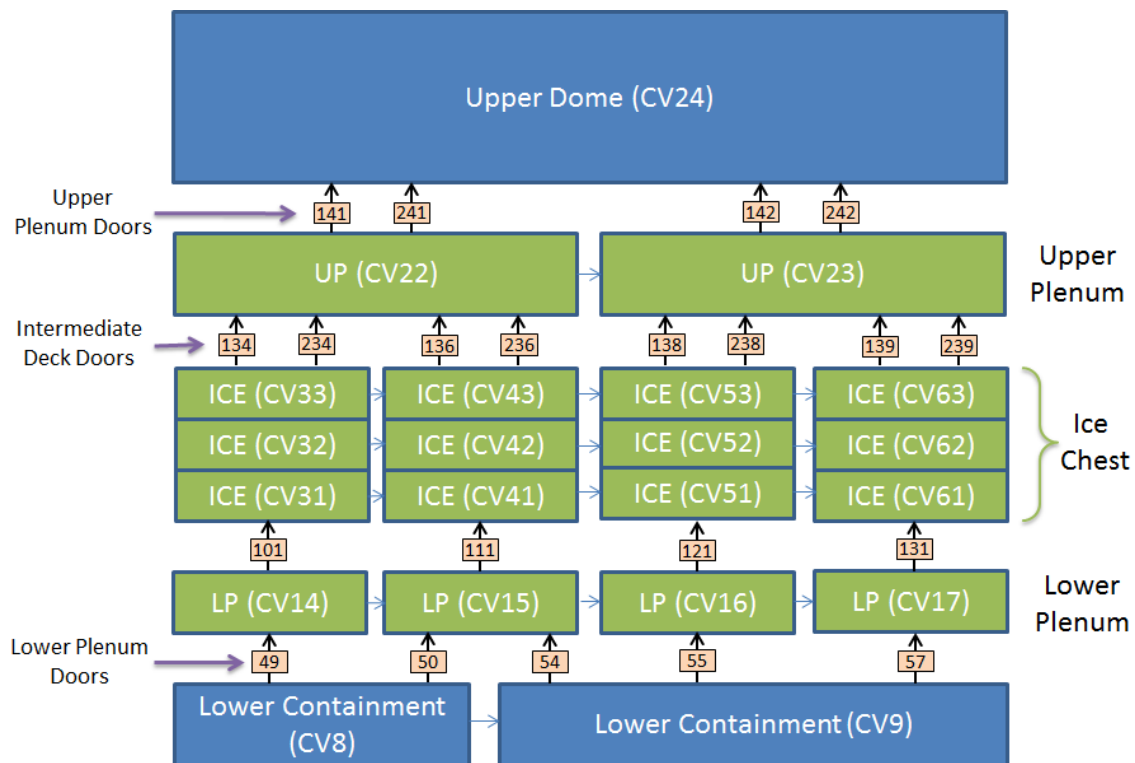 Upper Dome (CV24)
Upper
Plenum Doors
141
241
142
242
UP (CV22)
UP (CV23)
Upper
Plenum
Intermediate
Deck Doors
134
234
136
236
138
238
139
239
ICE (CV33)
ICE (CV43)
ICE (CV53)
ICE (CV63)
ICE (CV32)
ICE (CV42)
ICE (CV52)
ICE (CV62)
ICE (CV31)
ICE (CV41)
ICE (CV51)
ICE (CV61)
Ice
Chest
101
111
121
131
LP (CV14)
LP (CV15)
LP (CV16)
LP (CV17)
Lower
Plenum
Lower Plenum
Doors
49
50
54
55
57
Lower Containment
(CV8)
Lower Containment (CV9)